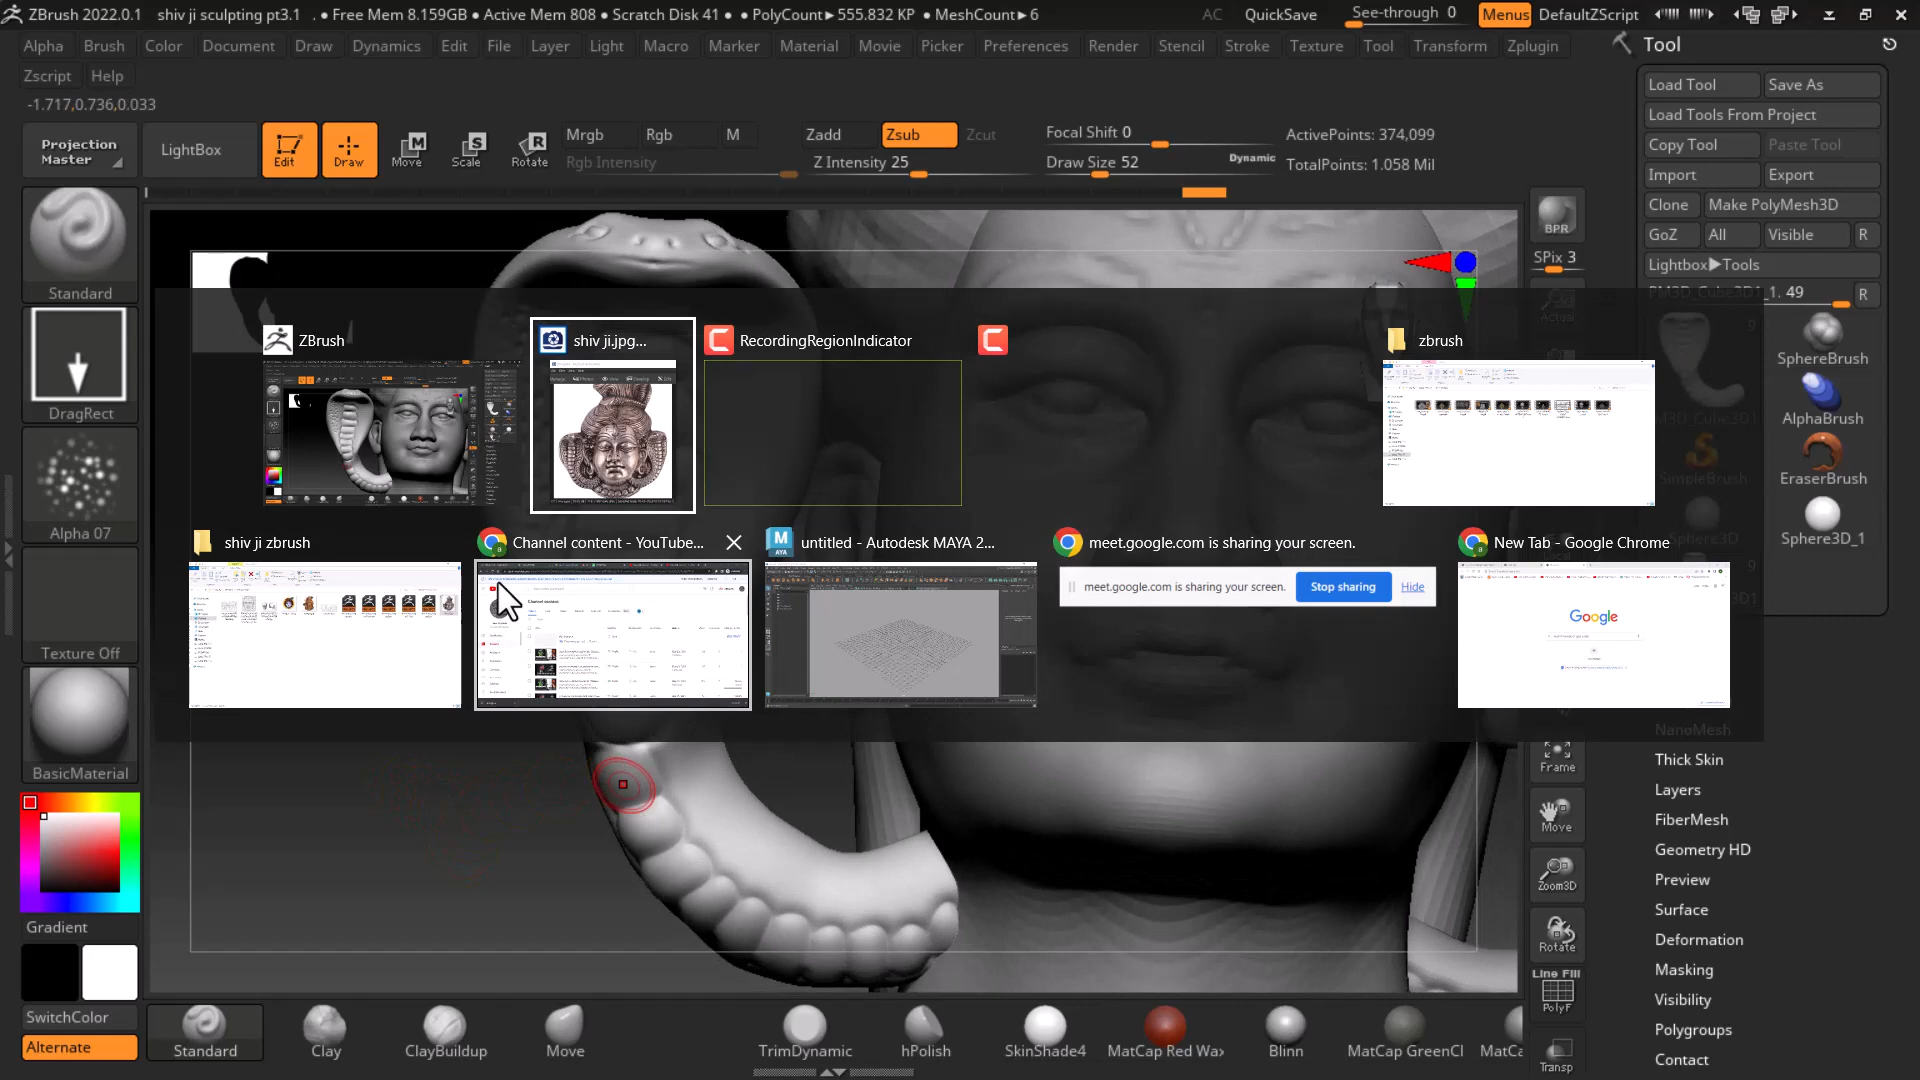 ZBrush 2022.0.1 shiv ji sculpting pt3.1 . • Free Mem 8.159GB • Active Mem 808 • Scratch Disk 41 • • PolyCount▶555.832 KP • MeshCount▶6 AC QuickSave See-through 0 Menus DefaultZScript
Alpha Brush Color Document Draw Dynamics Edit File Layer Light Macro Marker Material Movie Picker Preferences Render Stencil Stroke Texture Tool Transform Zplugin Tool
Zscript Help
-1.717,0.736,0.033
Load Tool Save As
Load Tools From Project
Copy Tool Paste Tool
Import Export
Clone Make PolyMesh3D
GoZ All Visible R
Lightbox▶Tools
PM3D_Cube3D1_1. 49 R
Projection Master LightBox Edit Draw Move Scale Rotate Mrgb Rgb M Zadd Zsub Zcut Focal Shift 0 ActivePoints: 374,099
Rgb Intensity Z Intensity 25 Draw Size 52 Dynamic TotalPoints: 1.058 Mil
Standard
DragRect
Alpha 07
Texture Off
BasicMaterial
Gradient
SwitchColor
Alternate
BPR
SPix 3
Actual
ZBrush shiv ji.jpg... RecordingRegionIndicator zbrush
SphereBrush
AlphaBrush
SimpleBrush EraserBrush
Sphere3D Sphere3D_1
shiv ji zbrush Channel content - YouTube... untitled - Autodesk MAYA 2... meet.google.com is sharing your screen. New Tab - Google Chrome
Channel content
meet.google.com is sharing your screen. Stop sharing Hide
Google
Frame
Move
Zoom3D
Rotate
Line Fill
PolyF
Transp
NanoMesh
Thick Skin
Layers
FiberMesh
Geometry HD
Preview
Surface
Deformation
Masking
Visibility
Polygroups
Contact
Standard Clay ClayBuildup Move TrimDynamic hPolish SkinShade4 MatCap Red Wax Blinn MatCap GreenCl MatCa